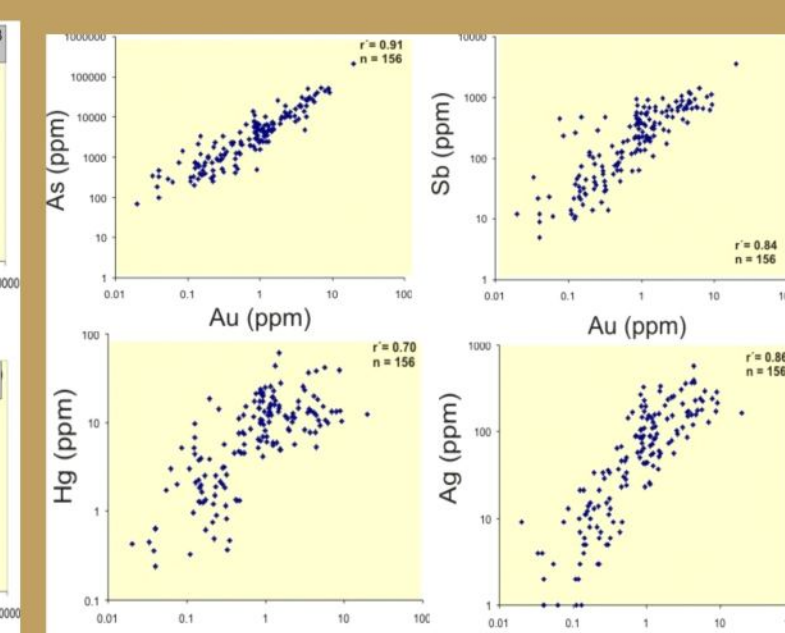 1000000
r´= 0.91
n = 156
100000
10000
1000
100
10
1
As (ppm)
0.01 0.1 1 10 100
Au (ppm)
10000
1000
100
10
1
Sb (ppm)
r´= 0.84
n = 156
0.01 0.1 1 10
Au (ppm)
100
r´= 0.70
n = 156
10
1
0.1
Hg (ppm)
0.01 0.1 1 10 100
1000
r´= 0.86
n = 156
100
10
1
Ag (ppm)
0.01 0.1 1 10